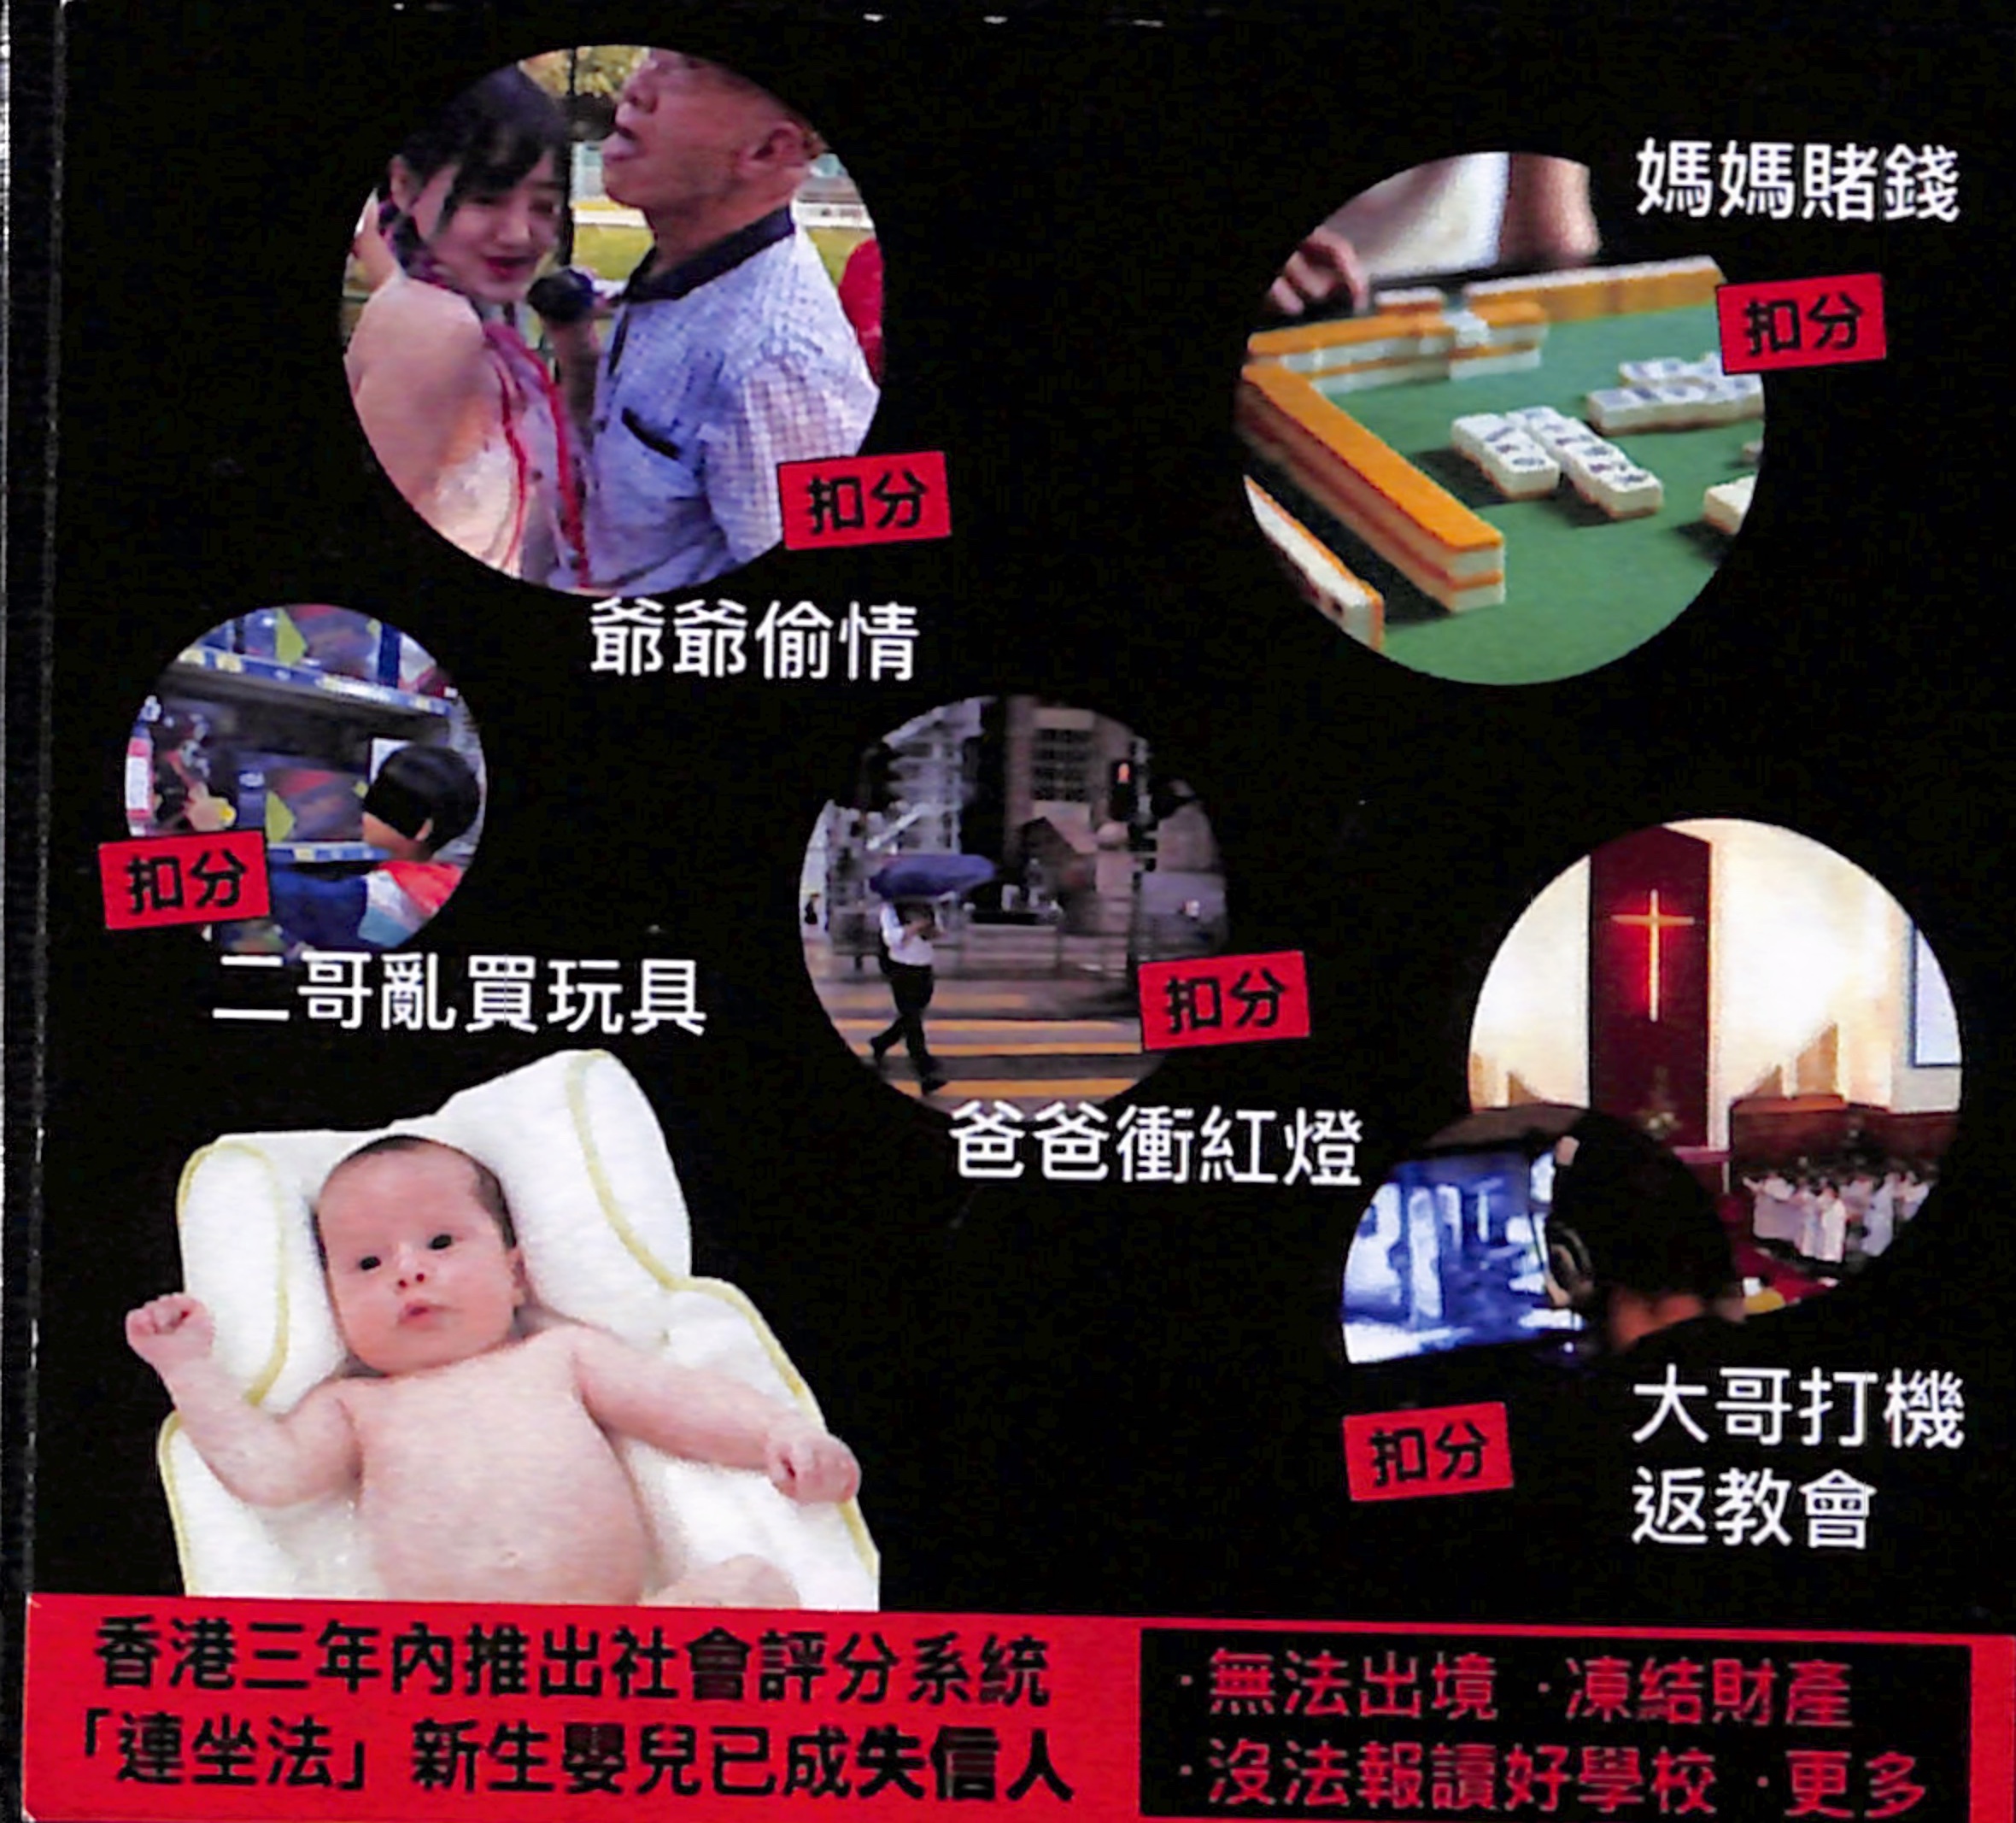 媽媽賭錢
扣分
扣分
爺爺偷情
扣分
二哥亂買玩具
扣分
爸爸衝紅燈
大哥打機
返教會
扣分
香港三年內推出社會評分系統
「連坐法」新生嬰兒已成失信人
·無法出境 ·凍結財產
·沒法報讀好學校 ·更多